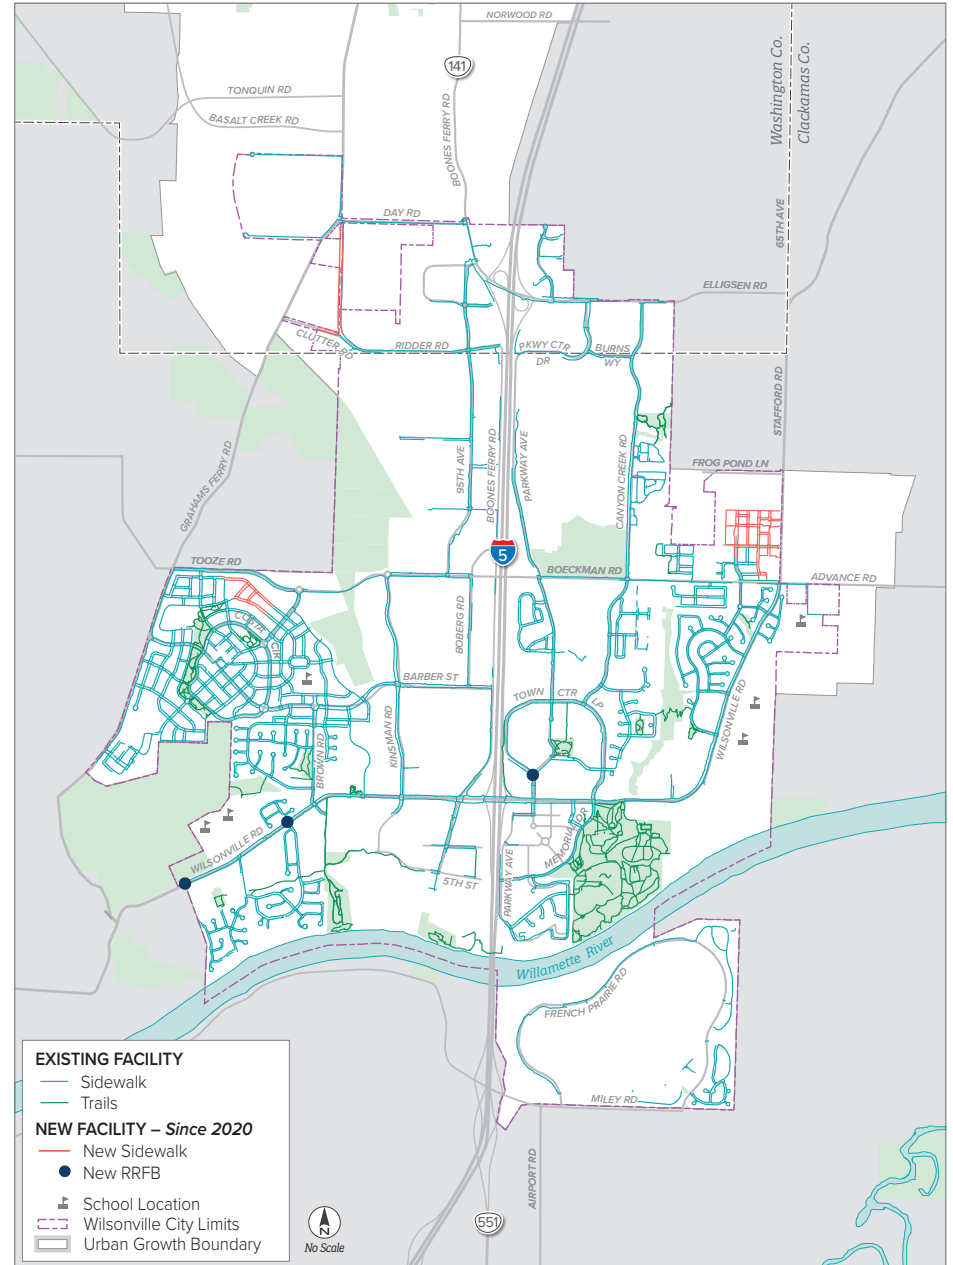 NORWOOD RD
141
Washington Co.
Clackamas Co.
TONQUIN RD
BASALT CREEK RD
BOONES FERRY RD
65TH AVE
DAY RD
ELLIGSEN RD
CLUTTER RD
RIDDER RD
PKWY CTR
DR
BURNS
WY
STAFFORD RD
GRAHAMS FERRY RD
95TH AVE
BOONES FERRY RD
PARKWAY AVE
CANYON CREEK RD
FROG POND LN
5
TOOZE RD
BOECKMAN RD
ADVANCE RD
COSTA
CIR
BOBERG RD
BARBER ST
TOWN
CTR
LP
WILSONVILLE RD
KINSMAN RD
BROWN RD
WILSONVILLE RD
MEMORIAL DR
PARKWAY AVE
5TH ST
Willamette River
FRENCH PRAIRIE RD
MILEY RD
AIRPORT RD
551
EXISTING FACILITY
Sidewalk
Trails
NEW FACILITY – Since 2020
New Sidewalk
New RRFB
School Location
Wilsonville City Limits
Urban Growth Boundary
N
No Scale